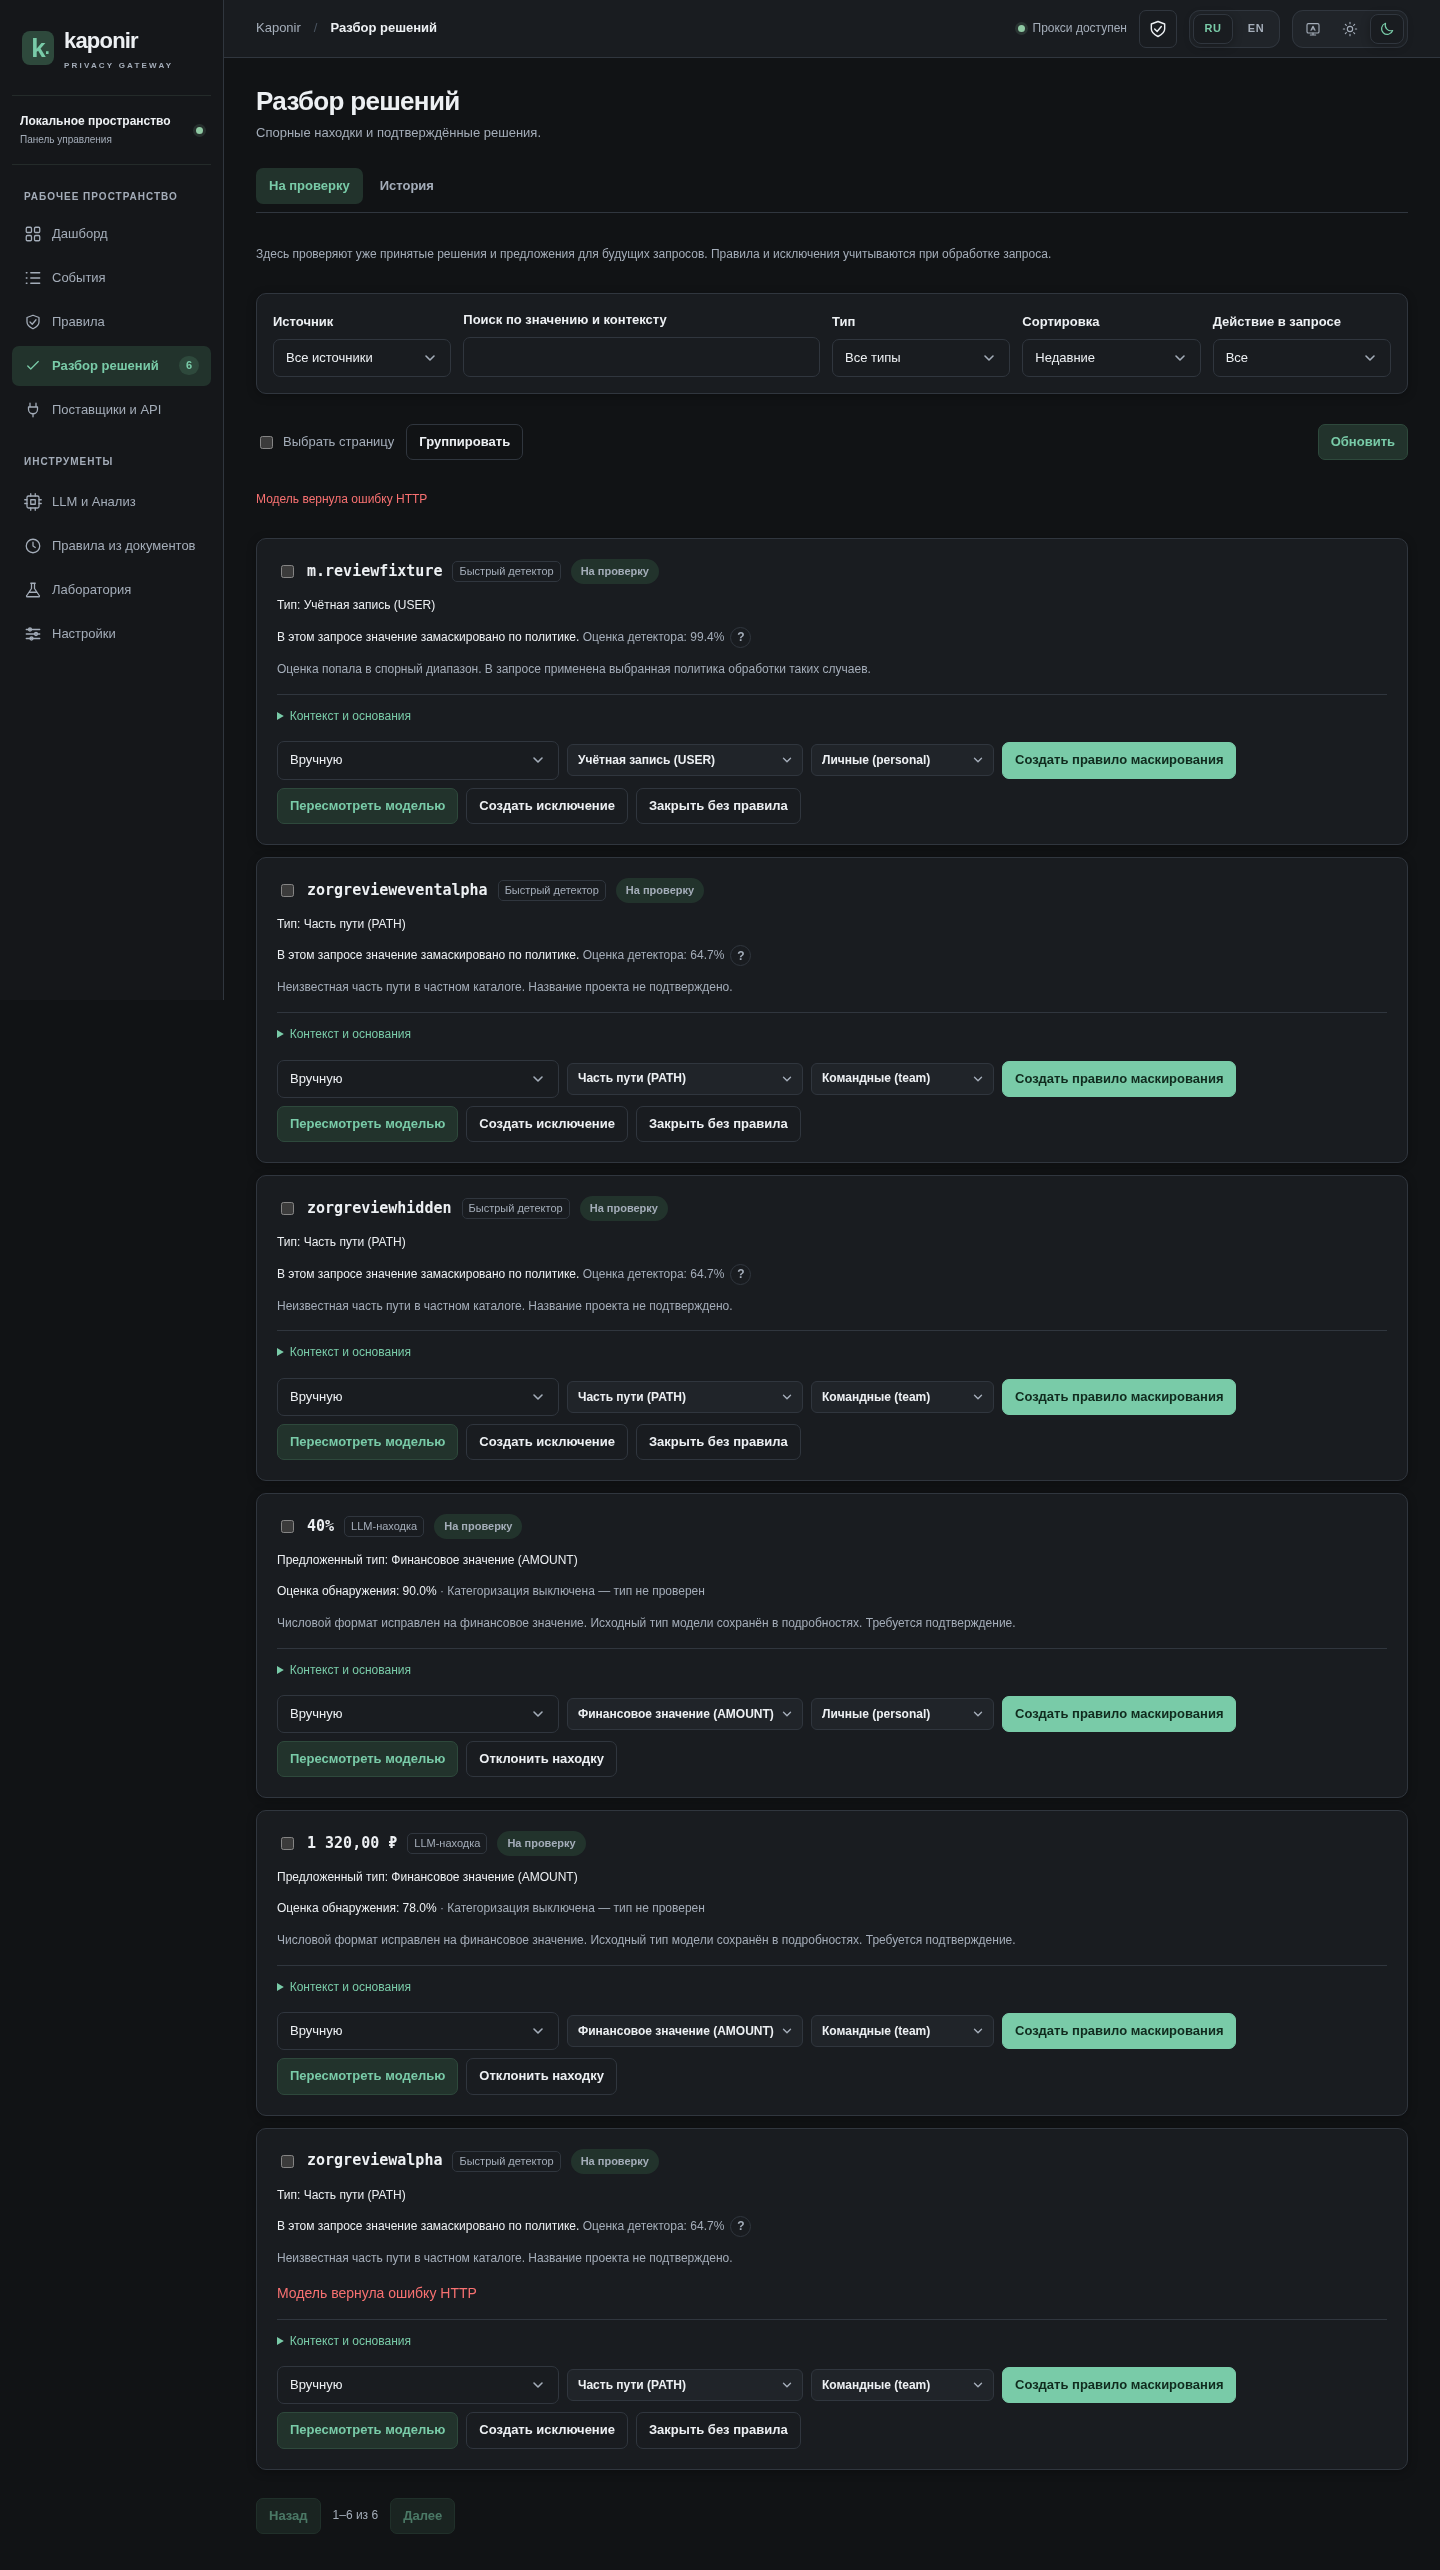 kaponir
PRIVACY GATEWAY
Локальное пространство
Панель управления
РАБОЧЕЕ ПРОСТРАНСТВО
Дашборд
События
Правила
Разбор решений 6
Поставщики и API
ИНСТРУМЕНТЫ
LLM и Анализ
Правила из документов
Лаборатория
Настройки
Kaponir / Разбор решений
Прокси доступен RU EN
Разбор решений
Спорные находки и подтверждённые решения.
На проверку История
Здесь проверяют уже принятые решения и предложения для будущих запросов. Правила и исключения учитываются при обработке запроса.
Источник Поиск по значению и контексту Тип Сортировка Действие в запросе
Все источники Все типы Недавние Все
Выбрать страницу Группировать Обновить
Модель вернула ошибку HTTP
m.reviewfixture Быстрый детектор На проверку
Тип: Учётная запись (USER)
В этом запросе значение замаскировано по политике. Оценка детектора: 99.4% ?
Оценка попала в спорный диапазон. В запросе применена выбранная политика обработки таких случаев.
Контекст и основания
Вручную Учётная запись (USER) Личные (personal) Создать правило маскирования
Пересмотреть моделью Создать исключение Закрыть без правила
zorgrevieweventalpha Быстрый детектор На проверку
Тип: Часть пути (PATH)
В этом запросе значение замаскировано по политике. Оценка детектора: 64.7% ?
Неизвестная часть пути в частном каталоге. Название проекта не подтверждено.
Контекст и основания
Вручную Часть пути (PATH) Командные (team) Создать правило маскирования
Пересмотреть моделью Создать исключение Закрыть без правила
zorgreviewhidden Быстрый детектор На проверку
Тип: Часть пути (PATH)
В этом запросе значение замаскировано по политике. Оценка детектора: 64.7% ?
Неизвестная часть пути в частном каталоге. Название проекта не подтверждено.
Контекст и основания
Вручную Часть пути (PATH) Командные (team) Создать правило маскирования
Пересмотреть моделью Создать исключение Закрыть без правила
40% LLM-находка На проверку
Предложенный тип: Финансовое значение (AMOUNT)
Оценка обнаружения: 90.0% · Категоризация выключена — тип не проверен
Числовой формат исправлен на финансовое значение. Исходный тип модели сохранён в подробностях. Требуется подтверждение.
Контекст и основания
Вручную Финансовое значение (AMOUNT) Личные (personal) Создать правило маскирования
Пересмотреть моделью Отклонить находку
1 320,00 ₽ LLM-находка На проверку
Предложенный тип: Финансовое значение (AMOUNT)
Оценка обнаружения: 78.0% · Категоризация выключена — тип не проверен
Числовой формат исправлен на финансовое значение. Исходный тип модели сохранён в подробностях. Требуется подтверждение.
Контекст и основания
Вручную Финансовое значение (AMOUNT) Командные (team) Создать правило маскирования
Пересмотреть моделью Отклонить находку
zorgreviewalpha Быстрый детектор На проверку
Тип: Часть пути (PATH)
В этом запросе значение замаскировано по политике. Оценка детектора: 64.7% ?
Неизвестная часть пути в частном каталоге. Название проекта не подтверждено.
Модель вернула ошибку HTTP
Контекст и основания
Вручную Часть пути (PATH) Командные (team) Создать правило маскирования
Пересмотреть моделью Создать исключение Закрыть без правила
Назад 1–6 из 6 Далее